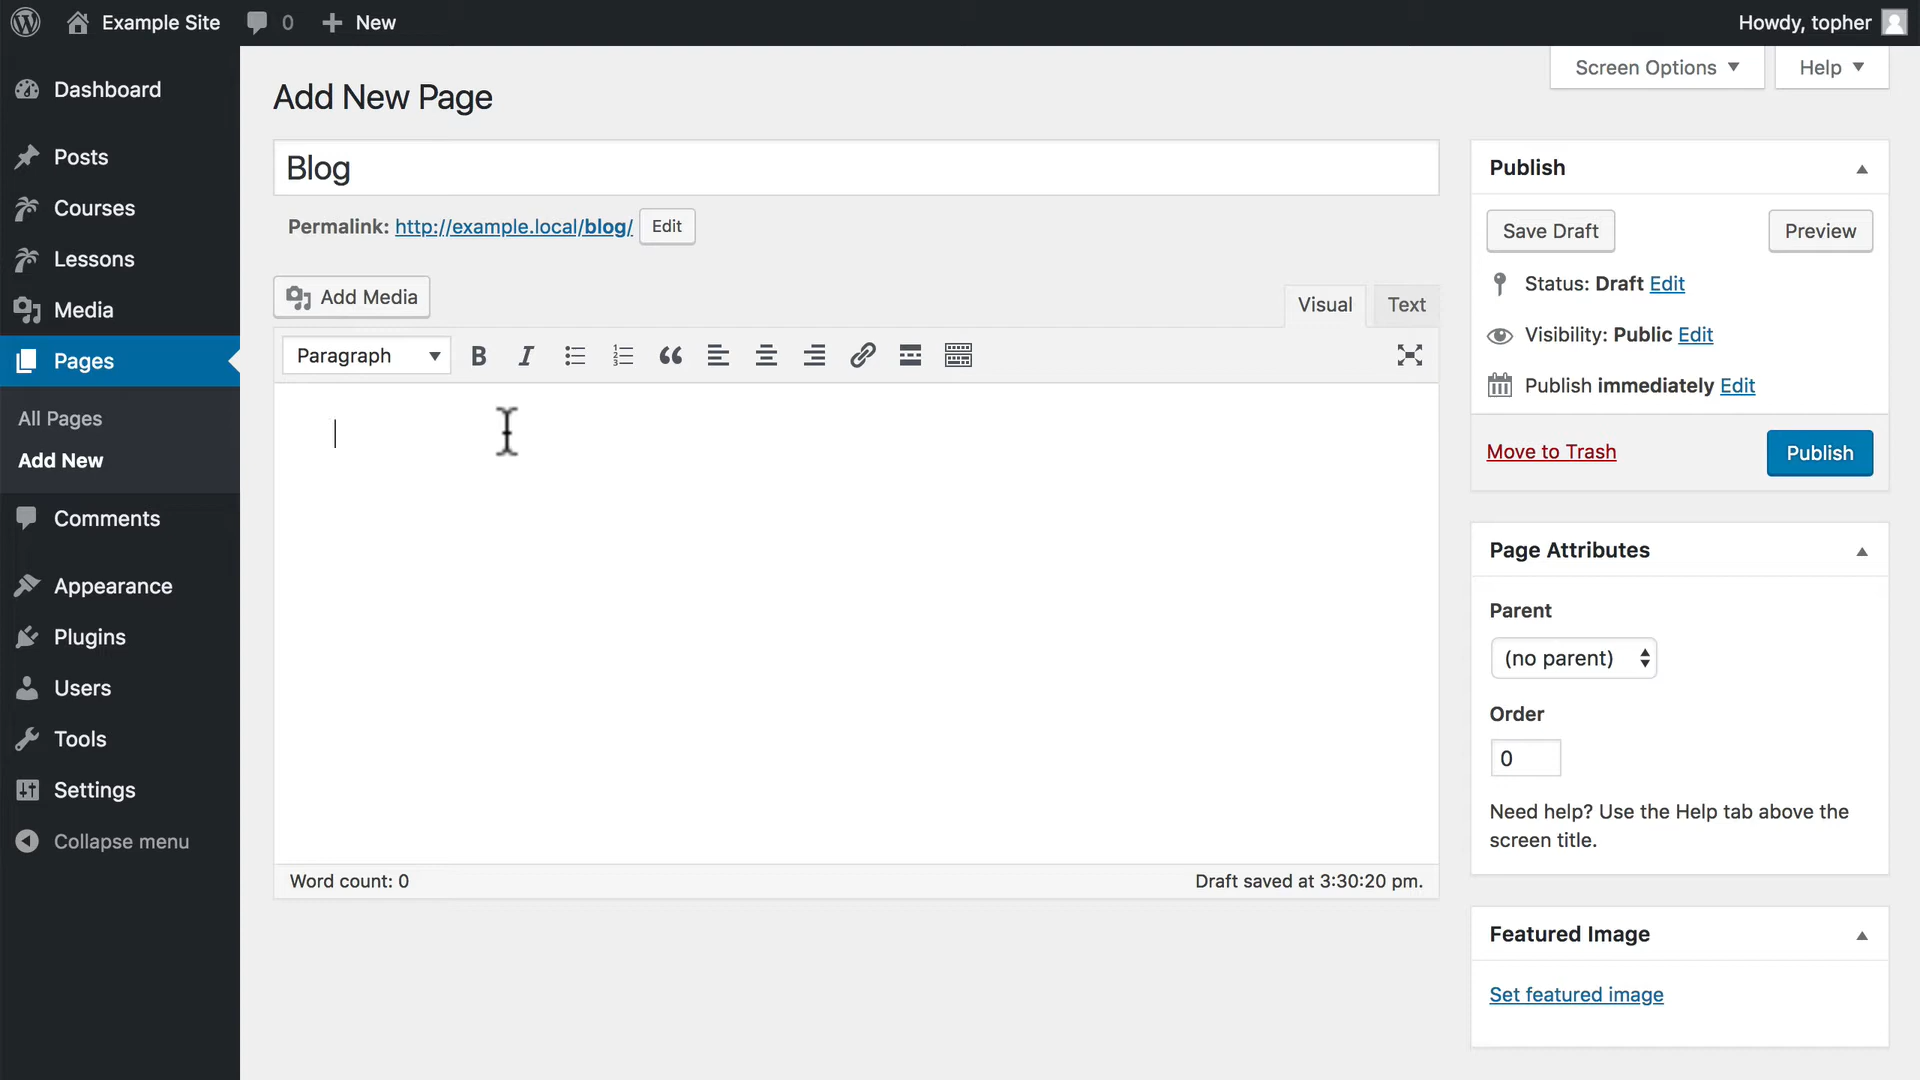 Example Site
0
New
Howdy, topher
Dashboard
Posts
Courses
Lessons
Media
Pages
All Pages
Add New
Comments
Appearance
Plugins
Users
Tools
Settings
Collapse menu
Screen Options
Help
Add New Page
Blog
Permalink: http://example.local/blog/ Edit
Add Media
Visual
Text
Paragraph
B
I
Word count: 0
Draft saved at 3:30:20 pm.
Publish
Save Draft
Preview
Status: Draft Edit
Visibility: Public Edit
Publish immediately Edit
Move to Trash
Publish
Page Attributes
Parent
(no parent)
Order
0
Need help? Use the Help tab above the
screen title.
Featured Image
Set featured image